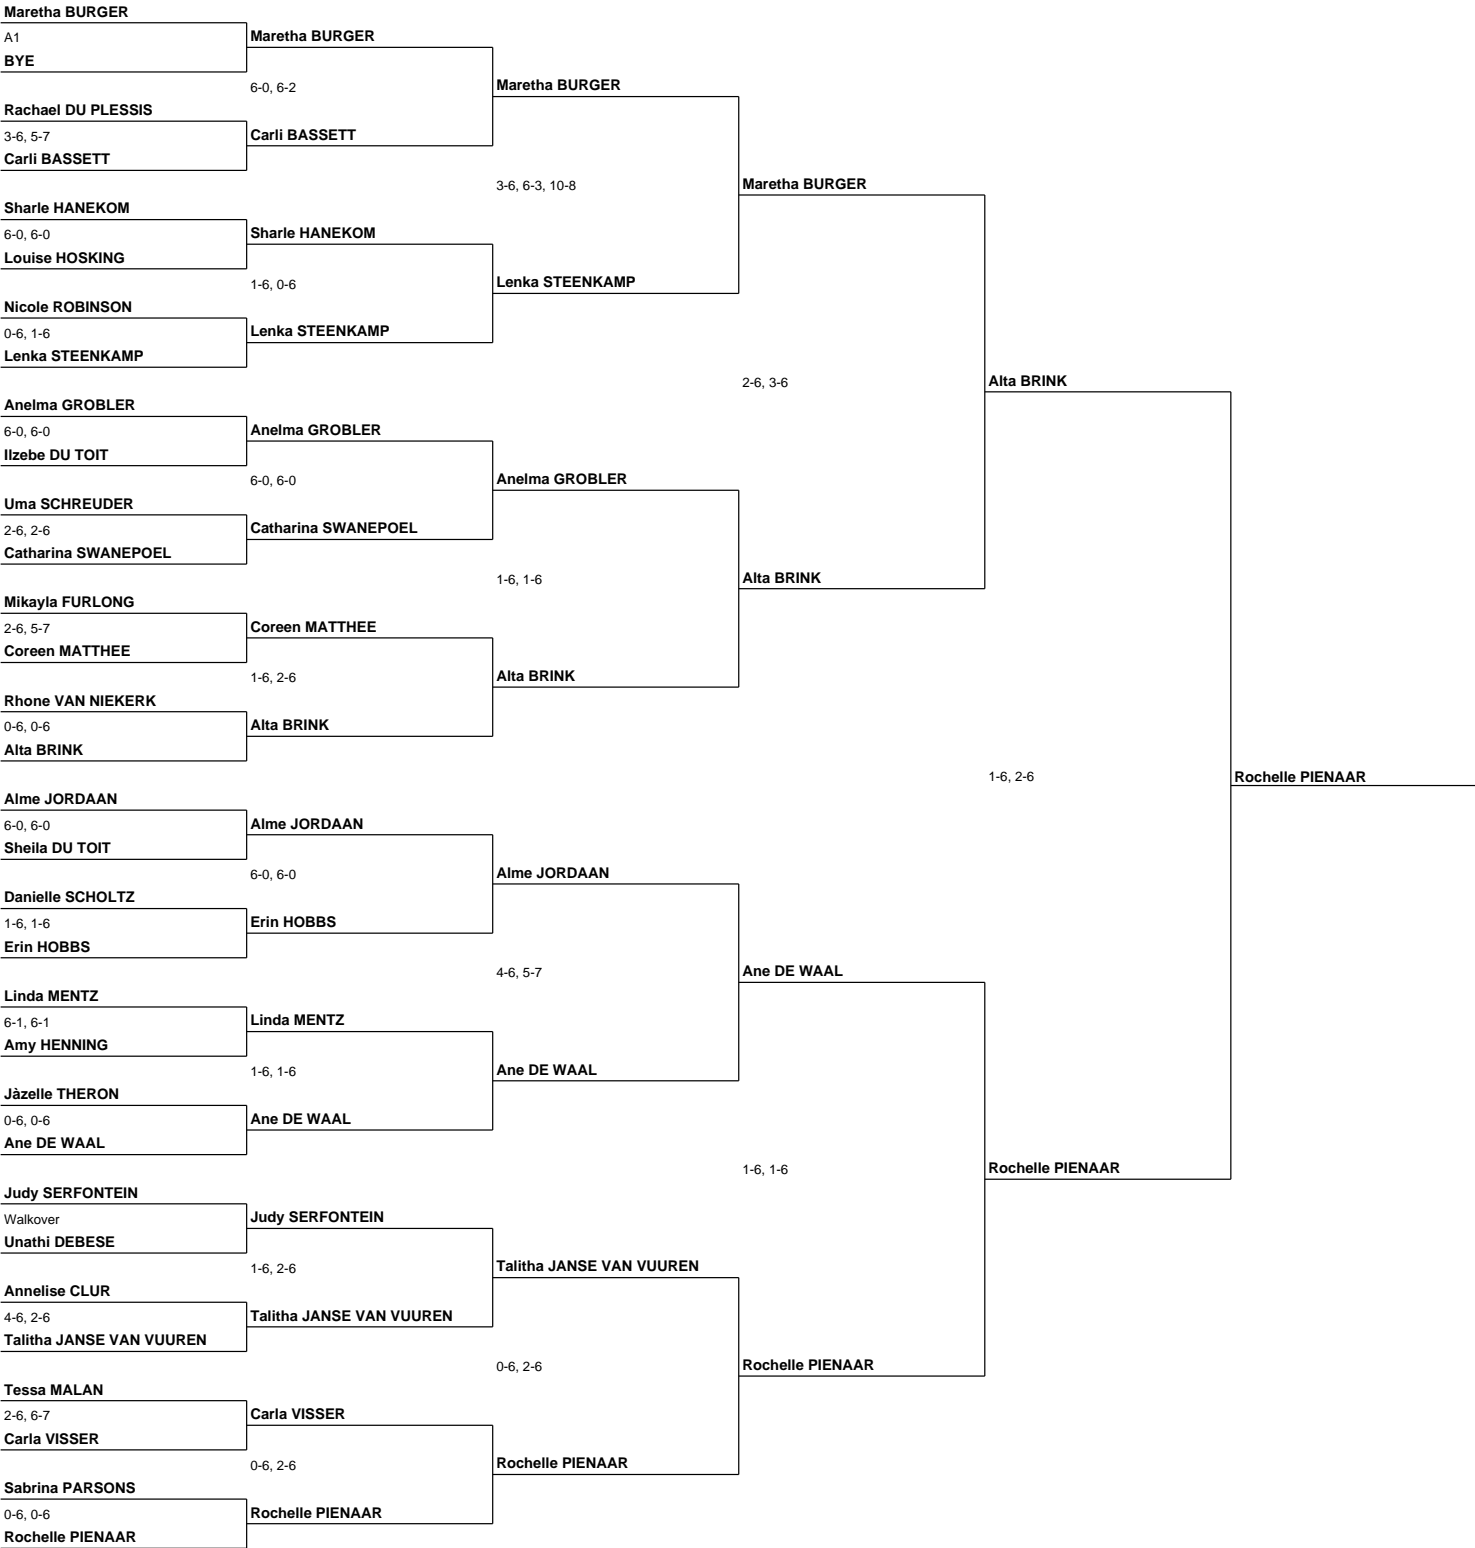 Maretha BURGER
A1
BYE
Rachael DU PLESSIS
3-6, 5-7
Carli BASSETT
Sharle HANEKOM
6-0, 6-0
Louise HOSKING
Nicole ROBINSON
0-6, 1-6
Lenka STEENKAMP
Anelma GROBLER
6-0, 6-0
Ilzebe DU TOIT
Uma SCHREUDER
2-6, 2-6
Catharina SWANEPOEL
Mikayla FURLONG
2-6, 5-7
Coreen MATTHEE
Rhone VAN NIEKERK
0-6, 0-6
Alta BRINK
Alme JORDAAN
6-0, 6-0
Sheila DU TOIT
Danielle SCHOLTZ
1-6, 1-6
Erin HOBBS
Linda MENTZ
6-1, 6-1
Amy HENNING
Jàzelle THERON
0-6, 0-6
Ane DE WAAL
Judy SERFONTEIN
Walkover
Unathi DEBESE
Annelise CLUR
4-6, 2-6
Talitha JANSE VAN VUUREN
Tessa MALAN
2-6, 6-7
Carla VISSER
Sabrina PARSONS
0-6, 0-6
Rochelle PIENAAR
Maretha BURGER
6-0, 6-2
Carli BASSETT
Sharle HANEKOM
1-6, 0-6
Lenka STEENKAMP
Anelma GROBLER
6-0, 6-0
Catharina SWANEPOEL
Coreen MATTHEE
1-6, 2-6
Alta BRINK
Alme JORDAAN
6-0, 6-0
Erin HOBBS
Linda MENTZ
1-6, 1-6
Ane DE WAAL
Judy SERFONTEIN
1-6, 2-6
Talitha JANSE VAN VUUREN
Carla VISSER
0-6, 2-6
Rochelle PIENAAR
Maretha BURGER
3-6, 6-3, 10-8
Lenka STEENKAMP
Anelma GROBLER
1-6, 1-6
Alta BRINK
Alme JORDAAN
4-6, 5-7
Ane DE WAAL
Talitha JANSE VAN VUUREN
0-6, 2-6
Rochelle PIENAAR
Maretha BURGER
2-6, 3-6
Alta BRINK
Ane DE WAAL
1-6, 1-6
Rochelle PIENAAR
Alta BRINK
1-6, 2-6
Rochelle PIENAAR
Rochelle PIENAAR